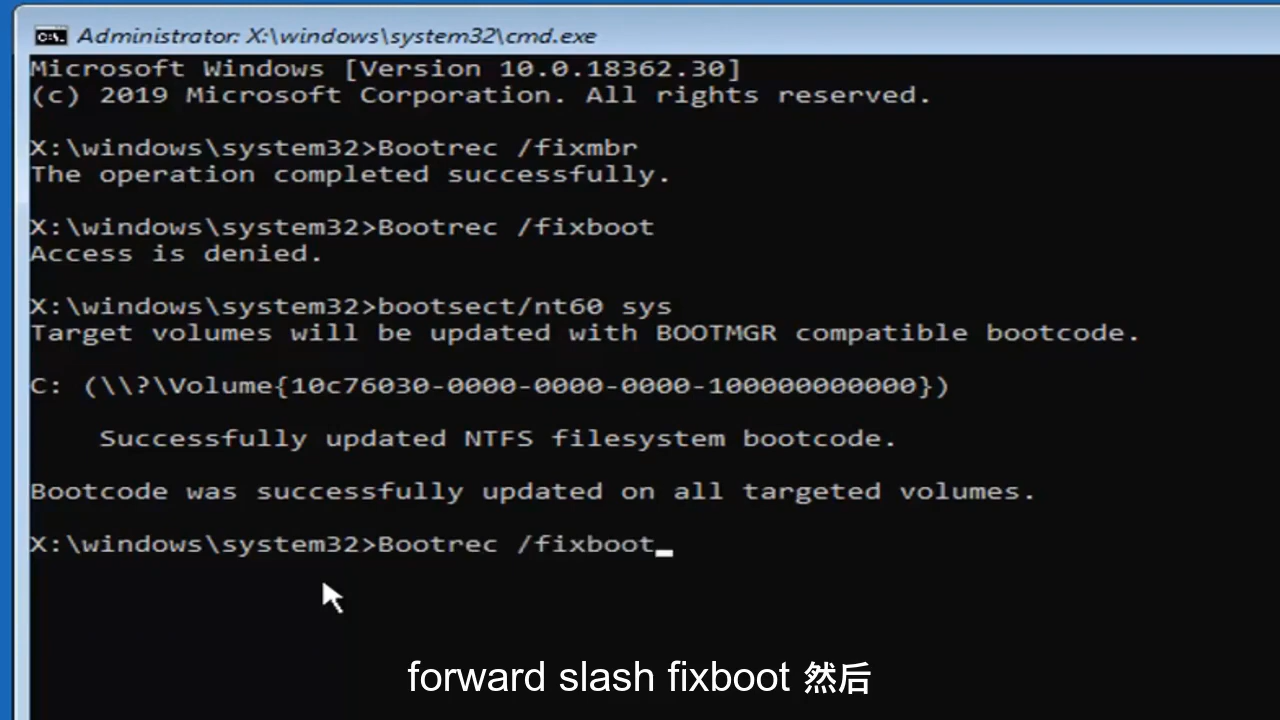 Administrator: X:\windows\system32\cmd.exe
Microsoft Windows [Version 10.0.18362.30]
(c) 2019 Microsoft Corporation. All rights reserved.
X:\windows\system32>Bootrec /fixmbr
The operation completed successfully.
X:\windows\system32>Bootrec /fixboot
Access is denied.
X:\windows\system32>bootsect/nt60 sys
Target volumes will be updated with BOOTMGR compatible bootcode.
C: (\\?\Volume{10c76030-0000-0000-0000-100000000000})
Successfully updated NTFS filesystem bootcode.
Bootcode was successfully updated on all targeted volumes.
X:\windows\system32>Bootrec /fixboot_
forward slash fixboot 然后